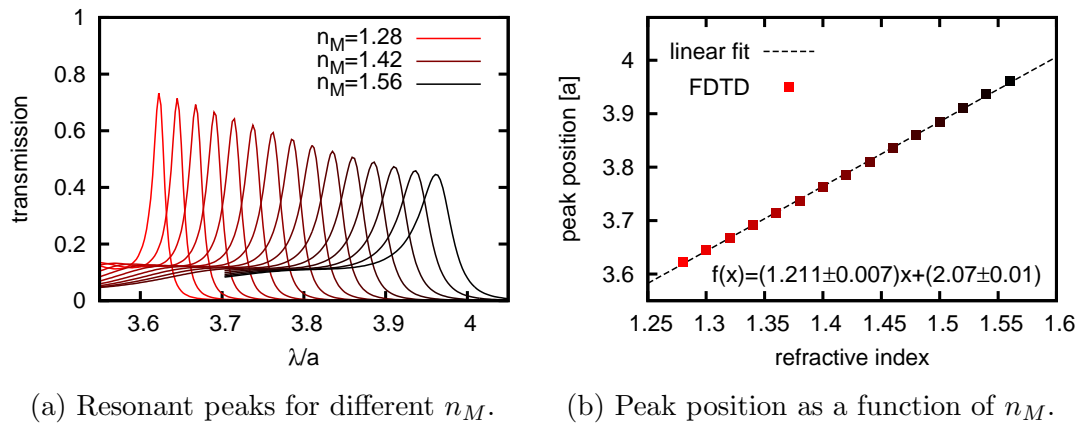 1
0.8
0.6
0.4
0.2
0
transmission
n_M=1.28
n_M=1.42
n_M=1.56
3.6
3.7
3.8
3.9
4
λ/a
4
3.9
3.8
3.7
3.6
peak position [a]
linear fit
FDTD
f(x)=(1.211±0.007)x+(2.07±0.01)
1.25
1.3
1.35
1.4
1.45
1.5
1.55
1.6
refractive index
(a) Resonant peaks for different n_M.
(b) Peak position as a function of n_M.